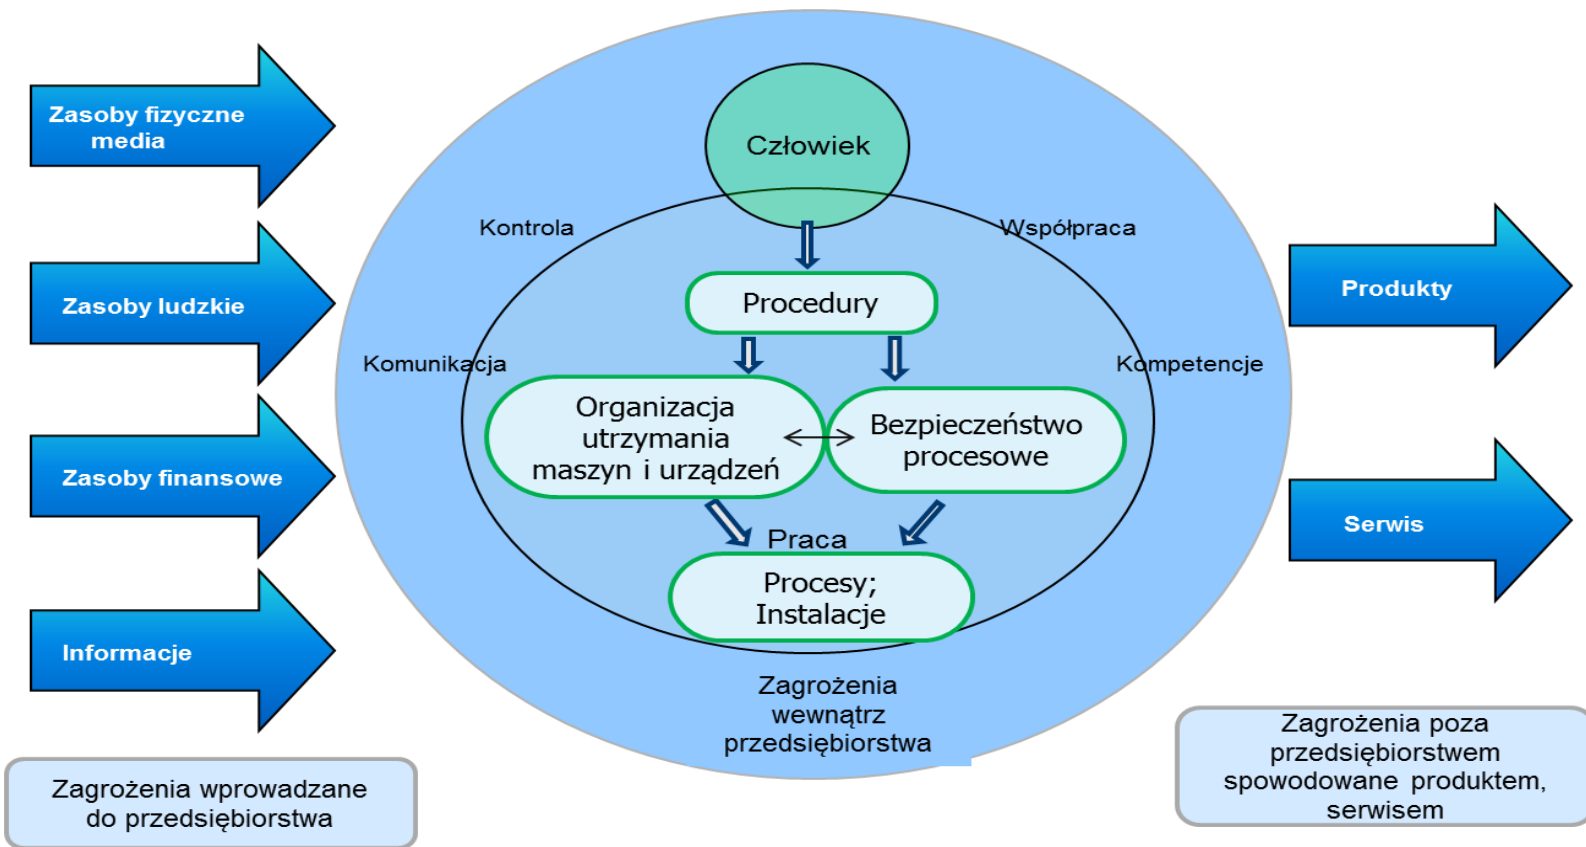 Zasoby fizyczne
media
Zasoby ludzkie
Zasoby finansowe
Informacje
Zagrożenia wprowadzane
do przedsiębiorstwa
Człowiek
Kontrola
Współpraca
Procedury
Komunikacja
Kompetencje
Organizacja
utrzymania
maszyn i urządzeń
Bezpieczeństwo
procesowe
Praca
Procesy;
Instalacje
Zagrożenia
wewnątrz
przedsiębiorstwa
Produkty
Serwis
Zagrożenia poza
przedsiębiorstwem
spowodowane produktem,
serwisem